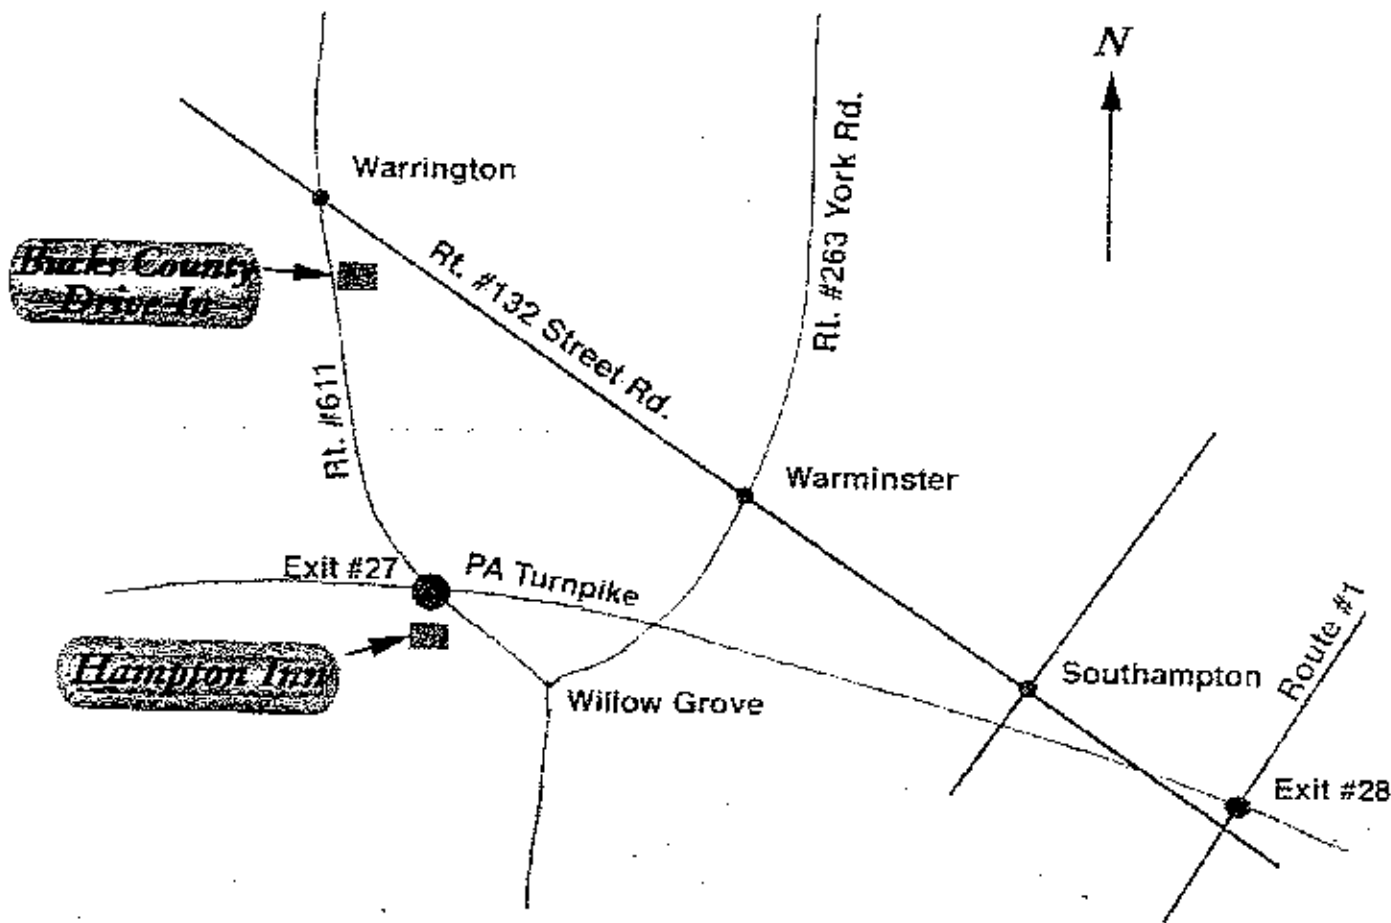 N
Warrington
Rt. #263 York Rd.
Bucks County
Drive-In
Rt. #132 Street Rd.
Rt. #611
Warminster
Exit #27
PA Turnpike
Hampton Inn
Willow Grove
Southampton
Route #1
Exit #28